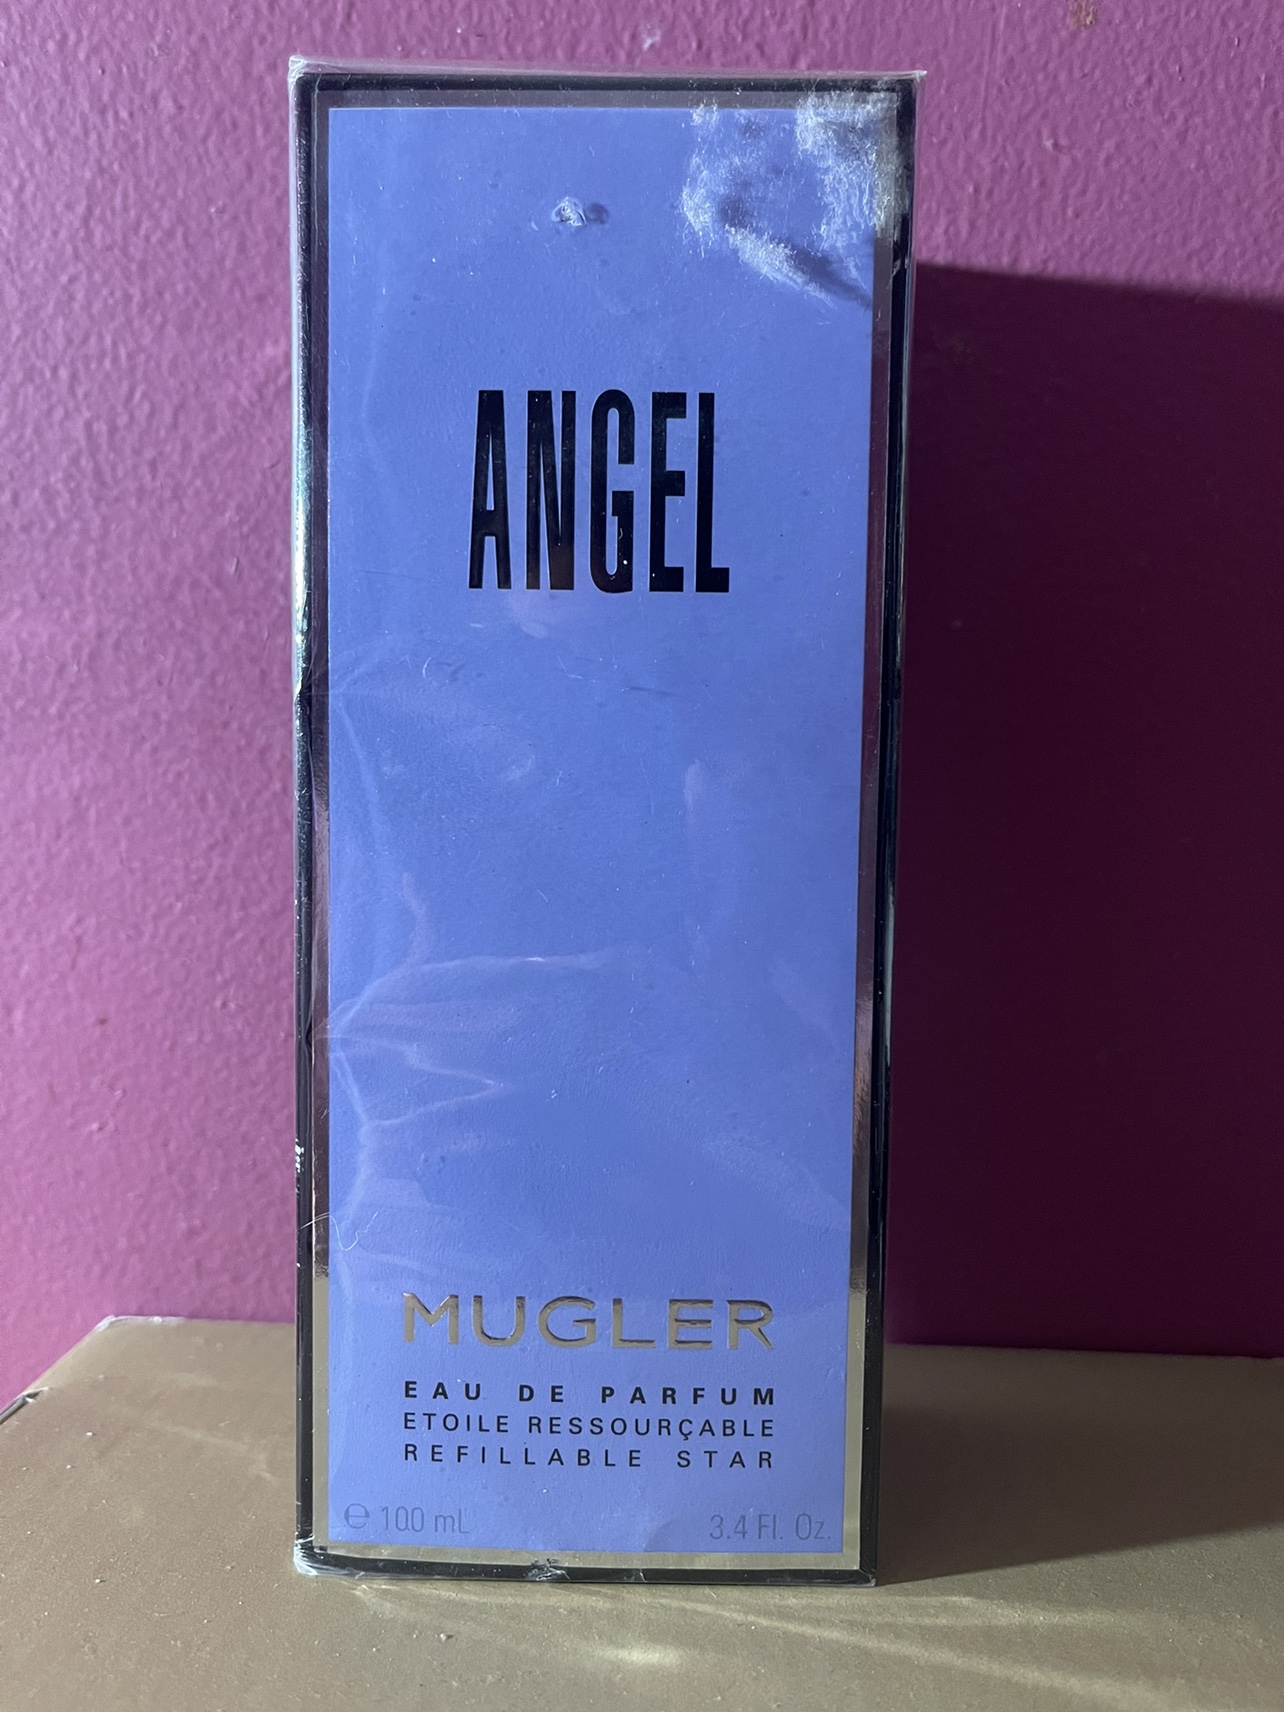 ANGEL
MUGLER
EAU DE PARFUM
ETOILE RESSOURÇABLE
REFILLABLE STAR
℮ 100 mL 3.4 Fl. Oz.